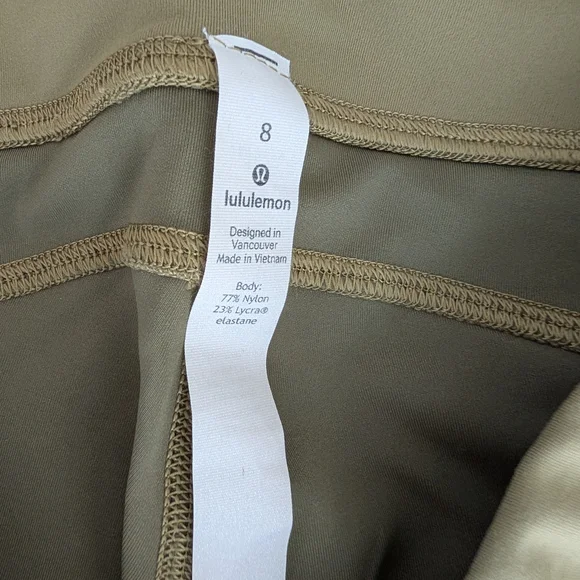 8
lululemon
Designed in
Vancouver
Made in Vietnam
Body:
77% Nylon
23% Lycra®
elastane